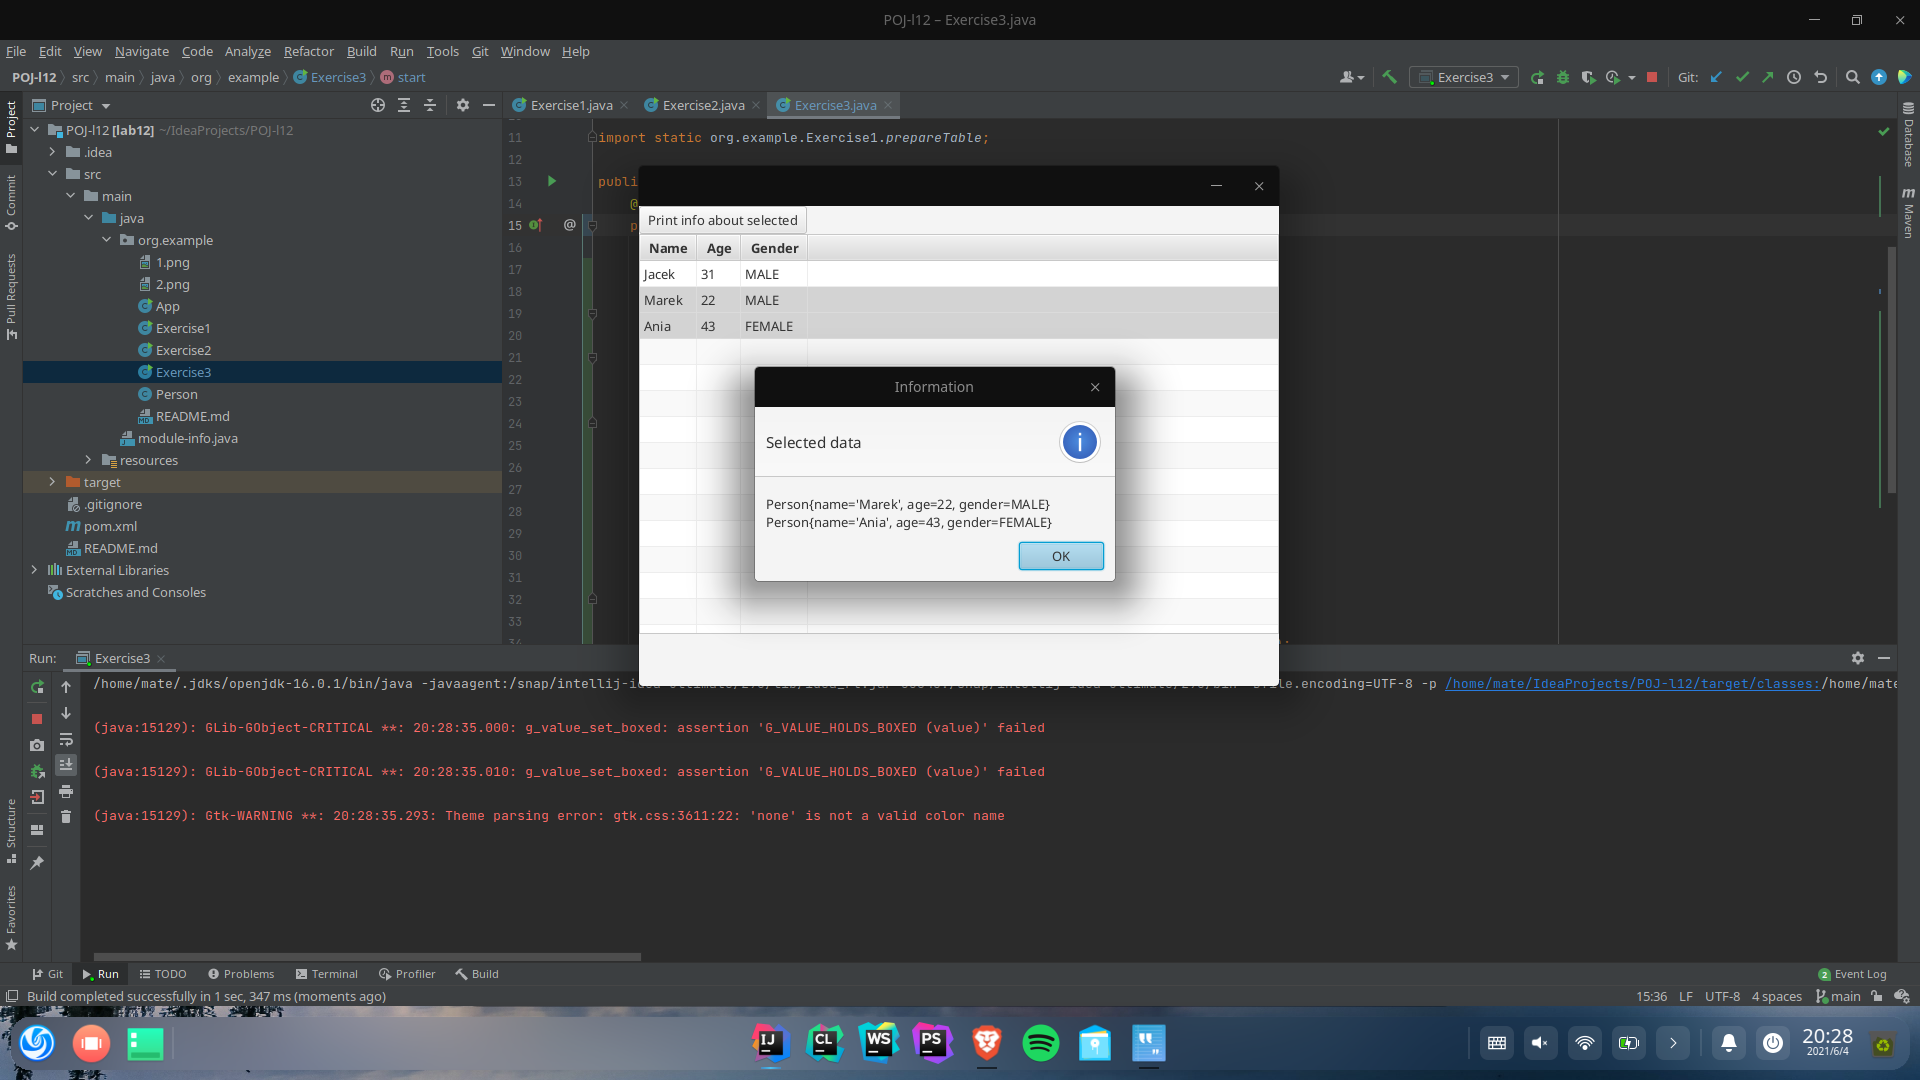 POJ-l12 – Exercise3.java
File Edit View Navigate Code Analyze Refactor Build Run Tools Git Window Help
POJ-l12 src main java org example Exercise3 start
Exercise3 Git:
Project
Exercise1.java Exercise2.java Exercise3.java
POJ-l12 [lab12] ~/IdeaProjects/POJ-l12
.idea
src
main
java
org.example
1.png
2.png
App
Exercise1
Exercise2
Exercise3
Person
README.md
module-info.java
resources
target
.gitignore
pom.xml
README.md
External Libraries
Scratches and Consoles
Project
Commit
Pull Requests
Structure
Favorites
Database
Maven
11 import static org.example.Exercise1.prepareTable;
12
13 publi
14 @
15 @ p
16
17
18
19
20
21
22
23
24
25
26
27
28
29
30
31
32
33
34
Print info about selected
Name Age Gender
Jacek 31 MALE
Marek 22 MALE
Ania 43 FEMALE
Information
Selected data
Person{name='Marek', age=22, gender=MALE}
Person{name='Ania', age=43, gender=FEMALE}
OK
Run: Exercise3
/home/mate/.jdks/openjdk-16.0.1/bin/java -javaagent:/snap/intellij-idea le.encoding=UTF-8 -p /home/mate/IdeaProjects/POJ-l12/target/classes:/home/mate
(java:15129): GLib-GObject-CRITICAL **: 20:28:35.000: g_value_set_boxed: assertion 'G_VALUE_HOLDS_BOXED (value)' failed
(java:15129): GLib-GObject-CRITICAL **: 20:28:35.010: g_value_set_boxed: assertion 'G_VALUE_HOLDS_BOXED (value)' failed
(java:15129): Gtk-WARNING **: 20:28:35.293: Theme parsing error: gtk.css:3611:22: 'none' is not a valid color name
Git Run TODO Problems Terminal Profiler Build 2 Event Log
Build completed successfully in 1 sec, 347 ms (moments ago) 15:36 LF UTF-8 4 spaces main
IJ CL WS PS
20:28
2021/6/4